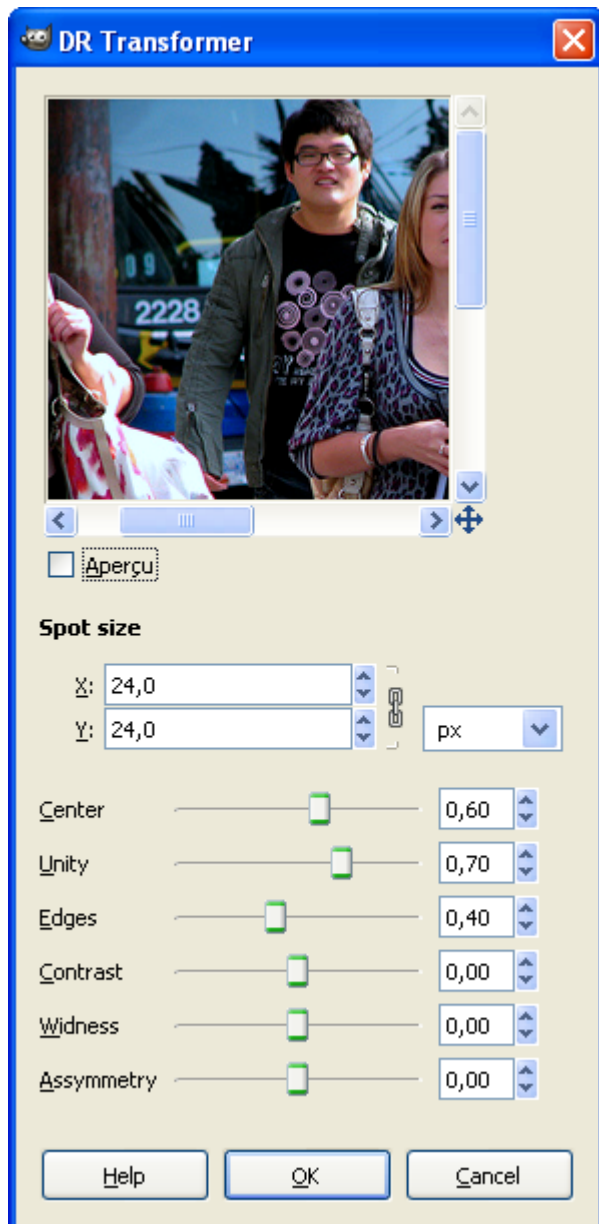 DR Transformer
09
2228
Aperçu
Spot size
X: 24,0
Y: 24,0 px
Center 0,60
Unity 0,70
Edges 0,40
Contrast 0,00
Widness 0,00
Assymmetry 0,00
Help OK Cancel